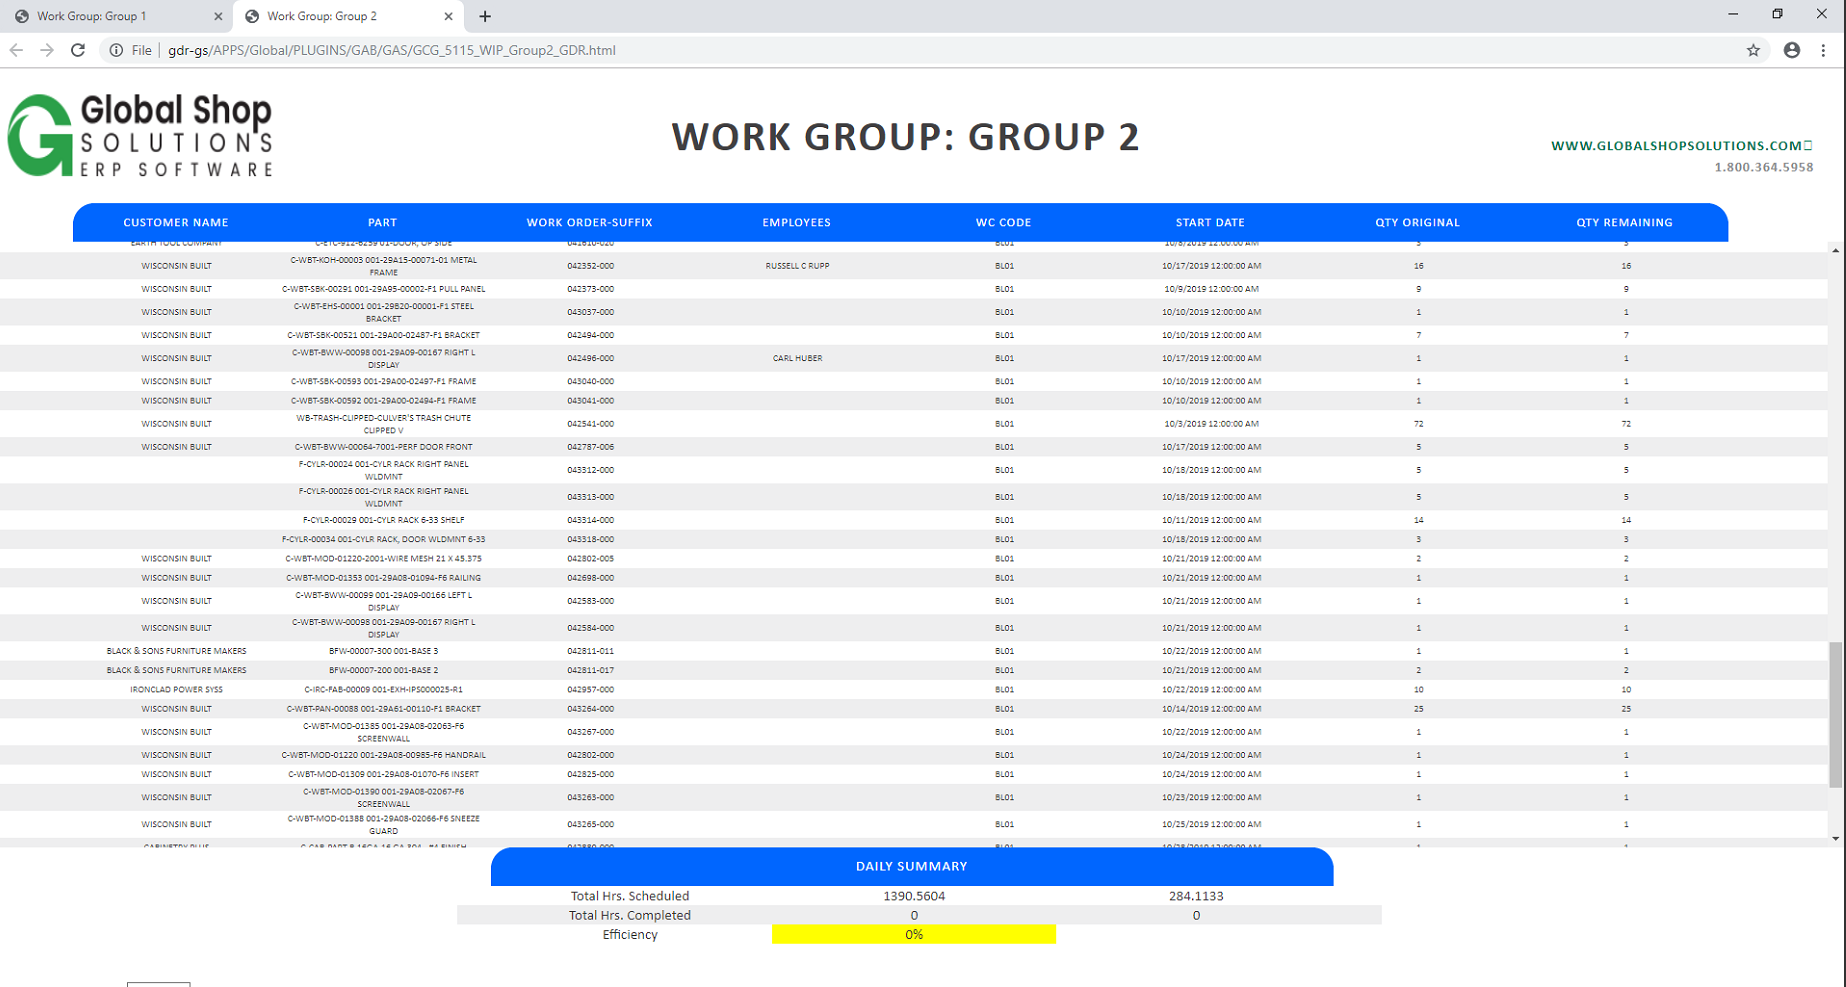 Work Group: Group 1
Work Group: Group 2
File gdr-gs/APPS/Global/PLUGINS/GAB/GAS/GCG_5115_WIP_Group2_GDR.html
Global Shop
SOLUTIONS
ERP SOFTWARE
WORK GROUP: GROUP 2
WWW.GLOBALSHOPSOLUTIONS.COM
1.800.364.5958
CUSTOMER NAME PART WORK ORDER-SUFFIX EMPLOYEES WC CODE START DATE QTY ORIGINAL QTY REMAINING
EARTH TOOL COMPANY C-ETC-912-8259 01-DOOR, OP SIDE 041610-020 BL01 10/8/2019 12:00:00 AM 3 3
WISCONSIN BUILT C-WBT-KOH-00003 001-29A15-00071-01 METAL FRAME 042352-000 RUSSELL C RUPP BL01 10/17/2019 12:00:00 AM 16 16
WISCONSIN BUILT C-WBT-SBK-00291 001-29A95-00002-F1 PULL PANEL 042373-000 BL01 10/9/2019 12:00:00 AM 9 9
WISCONSIN BUILT C-WBT-EHS-00001 001-29B20-00001-F1 STEEL BRACKET 043037-000 BL01 10/10/2019 12:00:00 AM 1 1
WISCONSIN BUILT C-WBT-SBK-00521 001-29A00-02487-F1 BRACKET 042494-000 BL01 10/10/2019 12:00:00 AM 7 7
WISCONSIN BUILT C-WBT-BWW-00098 001-29A09-00167 RIGHT L DISPLAY 042496-000 CARL HUBER BL01 10/17/2019 12:00:00 AM 1 1
WISCONSIN BUILT C-WBT-SBK-00593 001-29A00-02497-F1 FRAME 043040-000 BL01 10/10/2019 12:00:00 AM 1 1
WISCONSIN BUILT C-WBT-SBK-00592 001-29A00-02494-F1 FRAME 043041-000 BL01 10/10/2019 12:00:00 AM 1 1
WISCONSIN BUILT WB-TRASH-CLIPPED-CULVER'S TRASH CHUTE CLIPPED V 042541-000 BL01 10/3/2019 12:00:00 AM 72 72
WISCONSIN BUILT C-WBT-BWW-00064-7001-PERF DOOR FRONT 042787-006 BL01 10/17/2019 12:00:00 AM 5 5
F-CYLR-00024 001-CYLR RACK RIGHT PANEL WLDMNT 043312-000 BL01 10/18/2019 12:00:00 AM 5 5
F-CYLR-00026 001-CYLR RACK RIGHT PANEL WLDMNT 043313-000 BL01 10/18/2019 12:00:00 AM 5 5
F-CYLR-00029 001-CYLR RACK 6-33 SHELF 043314-000 BL01 10/11/2019 12:00:00 AM 14 14
F-CYLR-00034 001-CYLR RACK, DOOR WLDMNT 6-33 043318-000 BL01 10/18/2019 12:00:00 AM 3 3
WISCONSIN BUILT C-WBT-MOD-01220-2001-WIRE MESH 21 X 45.375 042802-005 BL01 10/21/2019 12:00:00 AM 2 2
WISCONSIN BUILT C-WBT-MOD-01353 001-29A08-01094-F6 RAILING 042698-000 BL01 10/21/2019 12:00:00 AM 1 1
WISCONSIN BUILT C-WBT-BWW-00099 001-29A09-00166 LEFT L DISPLAY 042583-000 BL01 10/21/2019 12:00:00 AM 1 1
WISCONSIN BUILT C-WBT-BWW-00098 001-29A09-00167 RIGHT L DISPLAY 042584-000 BL01 10/21/2019 12:00:00 AM 1 1
BLACK & SONS FURNITURE MAKERS BFW-00007-300 001-BASE 3 042811-011 BL01 10/22/2019 12:00:00 AM 1 1
BLACK & SONS FURNITURE MAKERS BFW-00007-200 001-BASE 2 042811-017 BL01 10/21/2019 12:00:00 AM 2 2
IRONCLAD POWER SYSS C-IRC-FAB-00009 001-EXH-IPS000025-R1 042957-000 BL01 10/22/2019 12:00:00 AM 10 10
WISCONSIN BUILT C-WBT-PAN-00088 001-29A61-00110-F1 BRACKET 043264-000 BL01 10/14/2019 12:00:00 AM 25 25
WISCONSIN BUILT C-WBT-MOD-01385 001-29A08-02063-F6 SCREENWALL 043267-000 BL01 10/22/2019 12:00:00 AM 1 1
WISCONSIN BUILT C-WBT-MOD-01220 001-29A08-00985-F6 HANDRAIL 042802-000 BL01 10/24/2019 12:00:00 AM 1 1
WISCONSIN BUILT C-WBT-MOD-01309 001-29A08-01070-F6 INSERT 042825-000 BL01 10/24/2019 12:00:00 AM 1 1
WISCONSIN BUILT C-WBT-MOD-01390 001-29A08-02067-F6 SCREENWALL 043263-000 BL01 10/23/2019 12:00:00 AM 1 1
WISCONSIN BUILT C-WBT-MOD-01388 001-29A08-02066-F6 SNEEZE GUARD 043265-000 BL01 10/25/2019 12:00:00 AM 1 1
DAILY SUMMARY
Total Hrs. Scheduled 1390.5604 284.1133
Total Hrs. Completed 0 0
Efficiency 0%